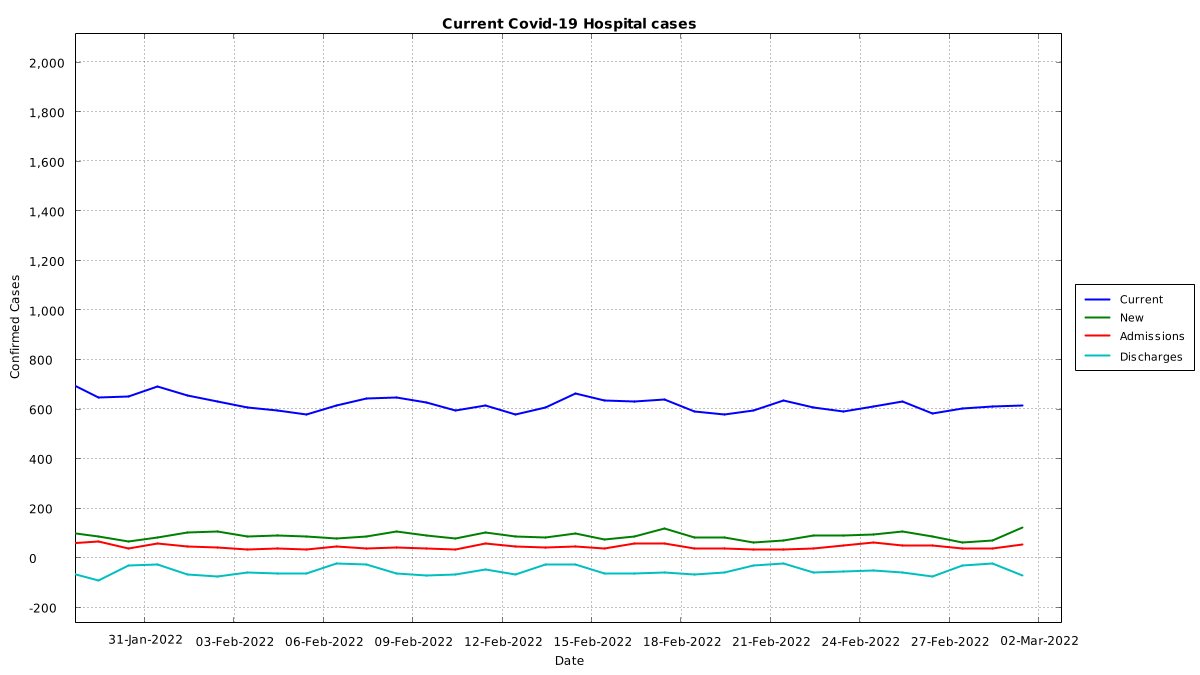 Current Covid-19 Hospital cases
2,000
1,800
1,600
1,400
1,200
1,000
800
600
400
200
0
-200
Confirmed Cases
31-Jan-2022 03-Feb-2022 06-Feb-2022 09-Feb-2022 12-Feb-2022 15-Feb-2022 18-Feb-2022 21-Feb-2022 24-Feb-2022 27-Feb-2022 02-Mar-2022
Date
Current
New
Admissions
Discharges